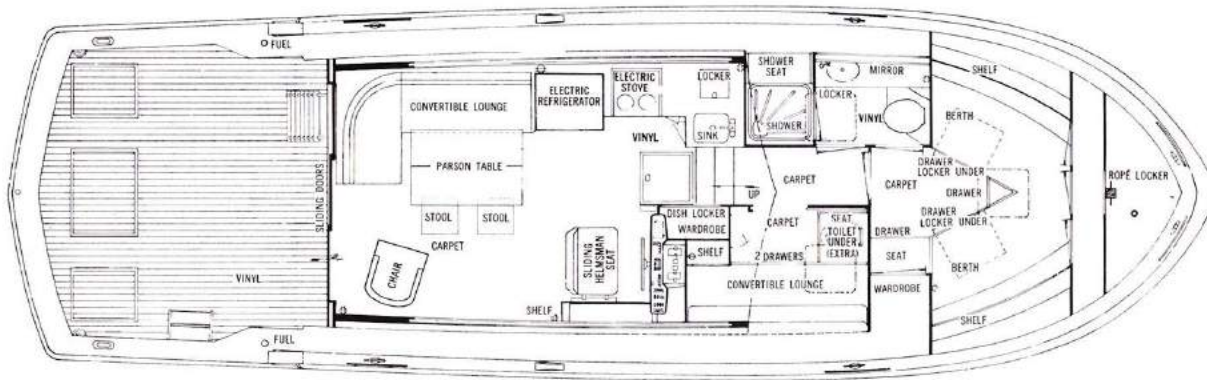 FUEL
SLIDING DOORS
VINYL
FUEL
CONVERTIBLE LOUNGE
PARSON TABLE
STOOL
STOOL
CARPET
CHAIR
ELECTRIC
REFRIGERATOR
ELECTRIC
STOVE
LOCKER
SINK
VINYL
SLIDING
HELMSMAN
SEAT
SHELF
DISH LOCKER
WARDROBE
SHELF
UP
SHOWER
SEAT
SHOWER
MIRROR
LOCKER
VINYL
CARPET
CARPET
SEAT
TOILET
UNDER
(EXTRA)
2 DRAWERS
CONVERTIBLE LOUNGE
SHELF
BERTH
DRAWER
LOCKER UNDER
CARPET
DRAWER
DRAWER
LOCKER UNDER
DRAWER
SEAT
BERTH
WARDROBE
SHELF
ROPE LOCKER